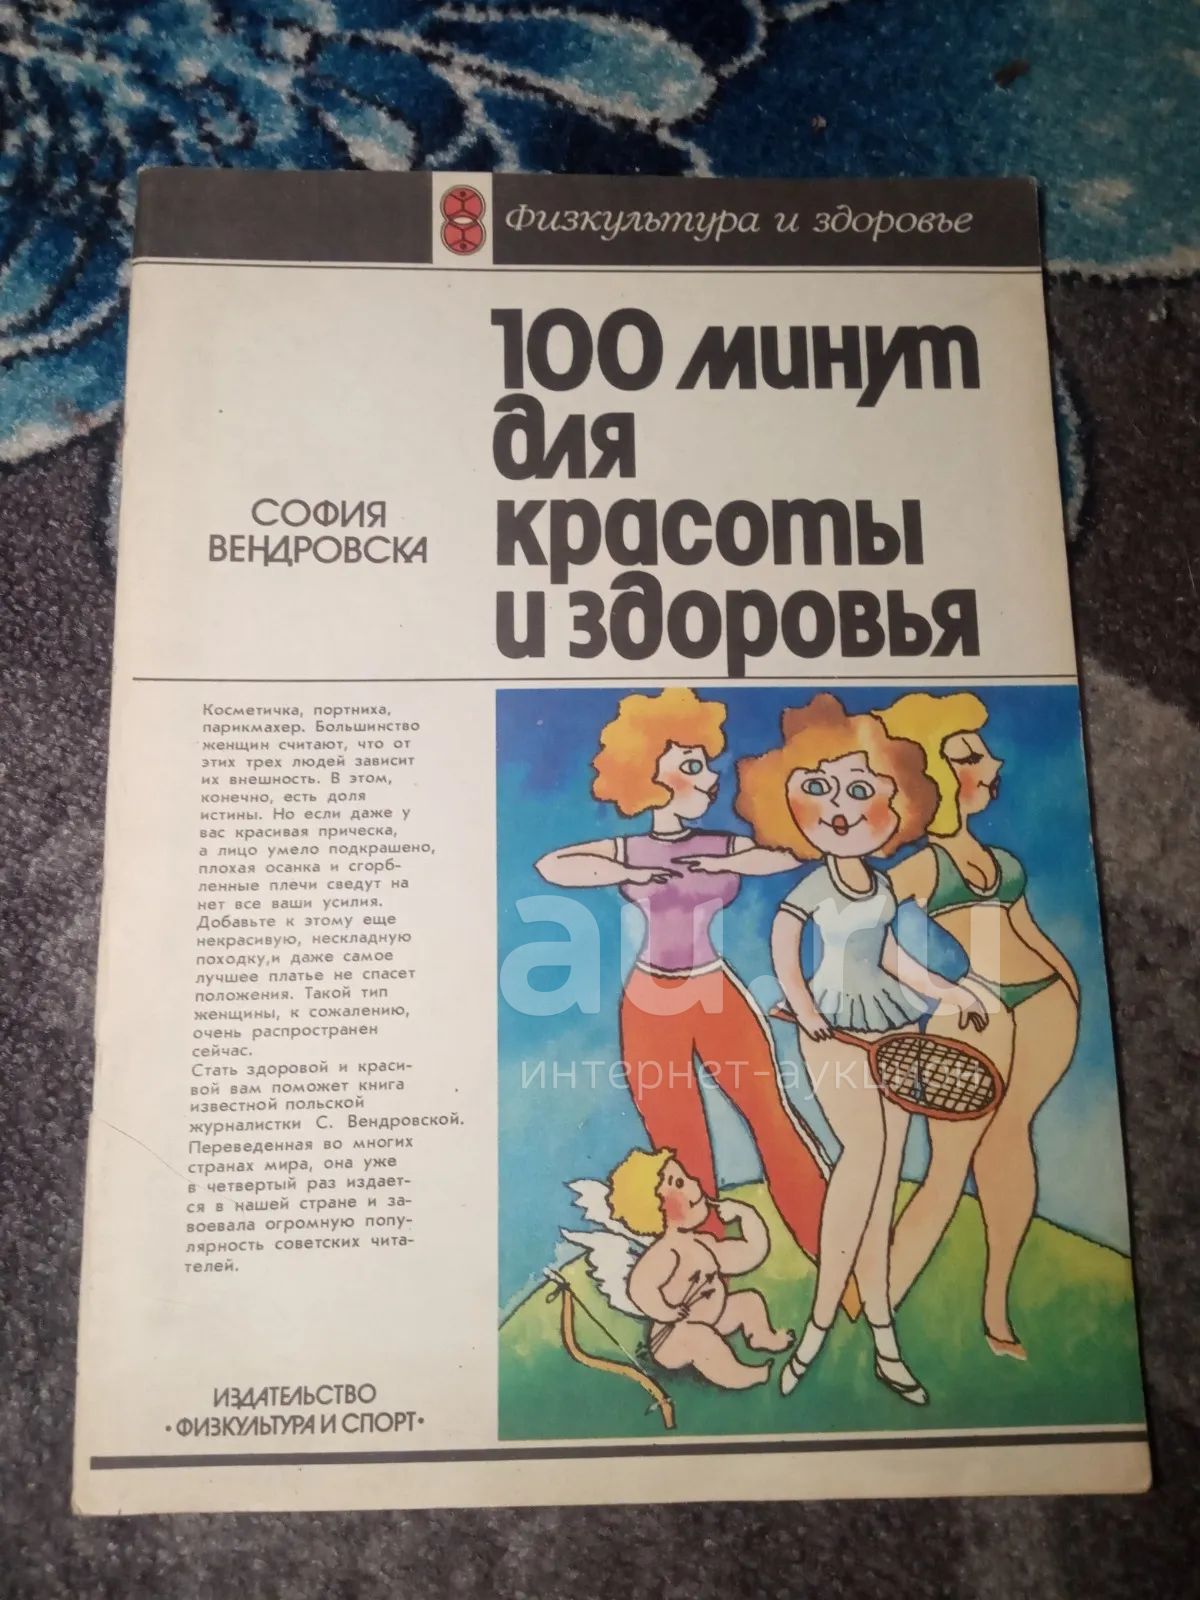 Физкультура и здоровье
100 минут
для
красоты
и здоровья
СОФИЯ
ВЕНДРОВСКА
Косметичка, портниха,
парикмахер. Большинство
женщин считают, что от
этих трех людей зависит
их внешность. В этом,
конечно, есть доля
истины. Но если даже у
вас красивая прическа,
а лицо умело подкрашено,
плохая осанка и сгорб-
ленные плечи сведут на
нет все ваши усилия.
Добавьте к этому еще
некрасивую, нескладную
походку,и даже самое
лучшее платье не спасет
положения. Такой тип
женщины, к сожалению,
очень распространен
сейчас.
Стать здоровой и краси-
вой вам поможет книга
известной польской
журналистки С. Вендровской.
Переведенная во многих
странах мира, она уже
в четвертый раз издает-
ся в нашей стране и за-
воевала огромную попу-
лярность советских чита-
телей.
ИЗДАТЕЛЬСТВО
•ФИЗКУЛЬТУРА И СПОРТ•
au.ru
интернет-аукцион